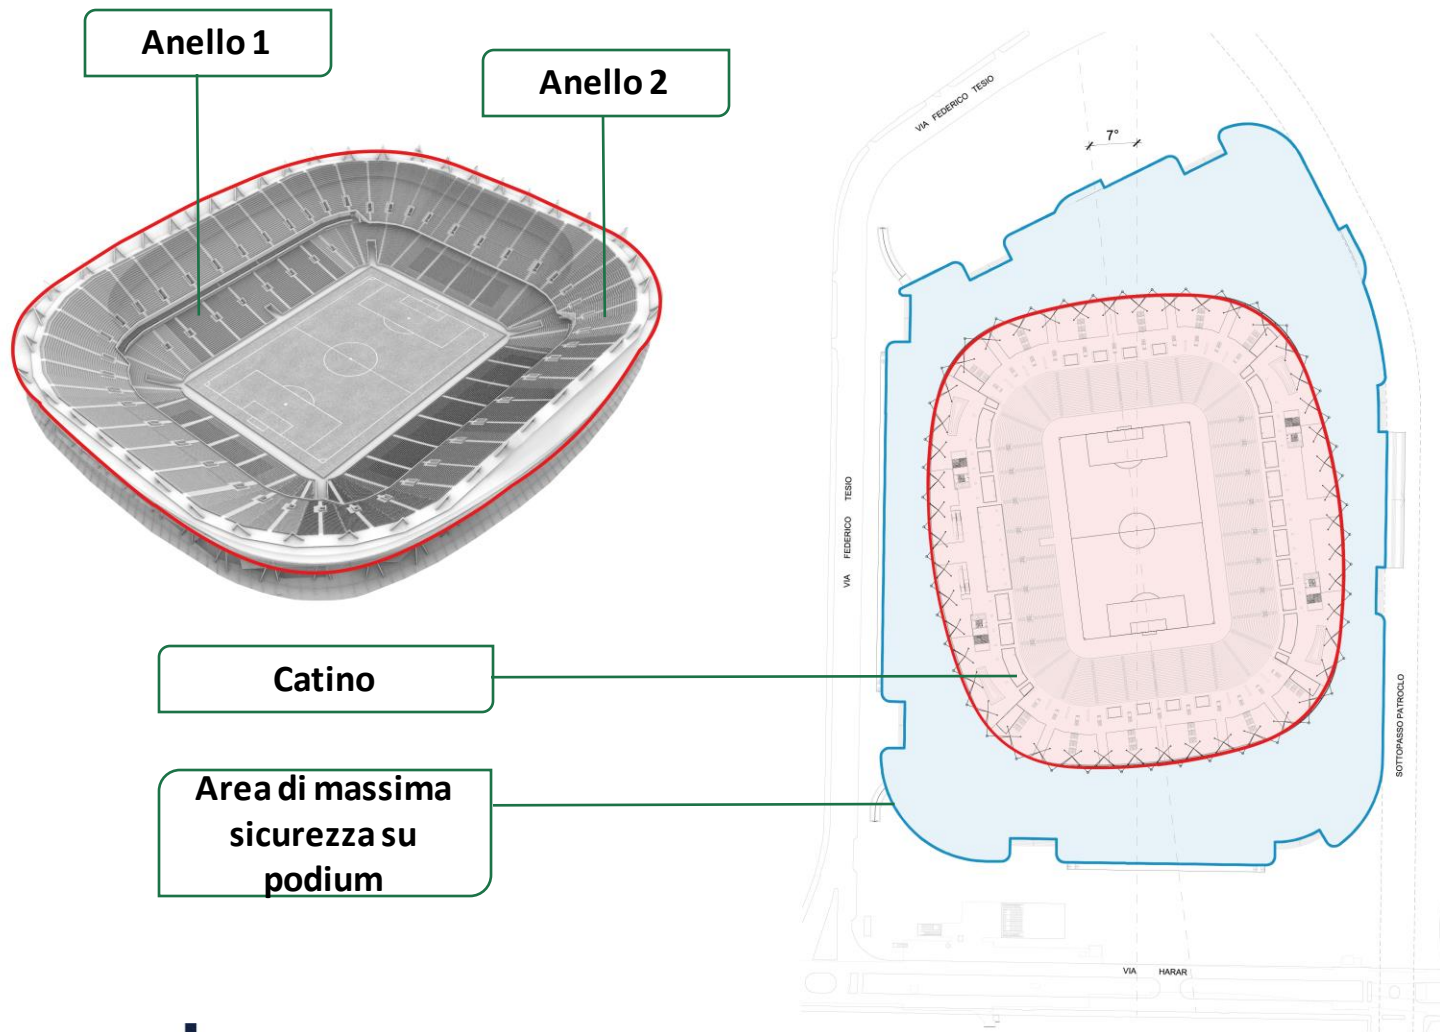 Anello 1
Anello 2
Catino
Area di massima
sicurezza su
podium
VIA FEDERICO TESIO
7°
VIA FEDERICO TESIO
SOTTOPASSO PATROCLO
VIA HARAR